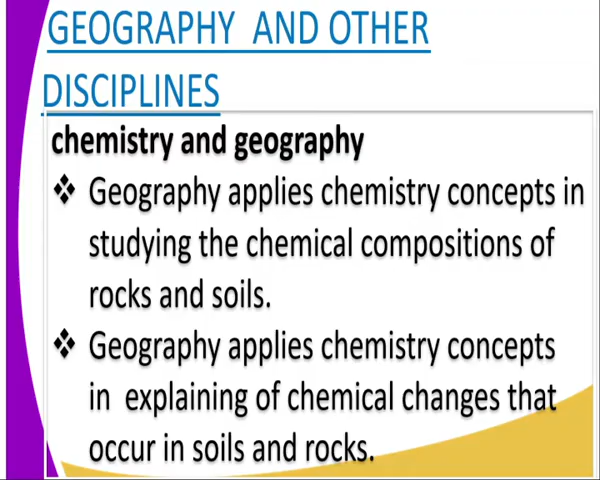 GEOGRAPHY  AND OTHER
DISCIPLINES
chemistry and geography
❖ Geography applies chemistry concepts in
studying the chemical compositions of
rocks and soils.
❖ Geography applies chemistry concepts
in  explaining of chemical changes that
occur in soils and rocks.